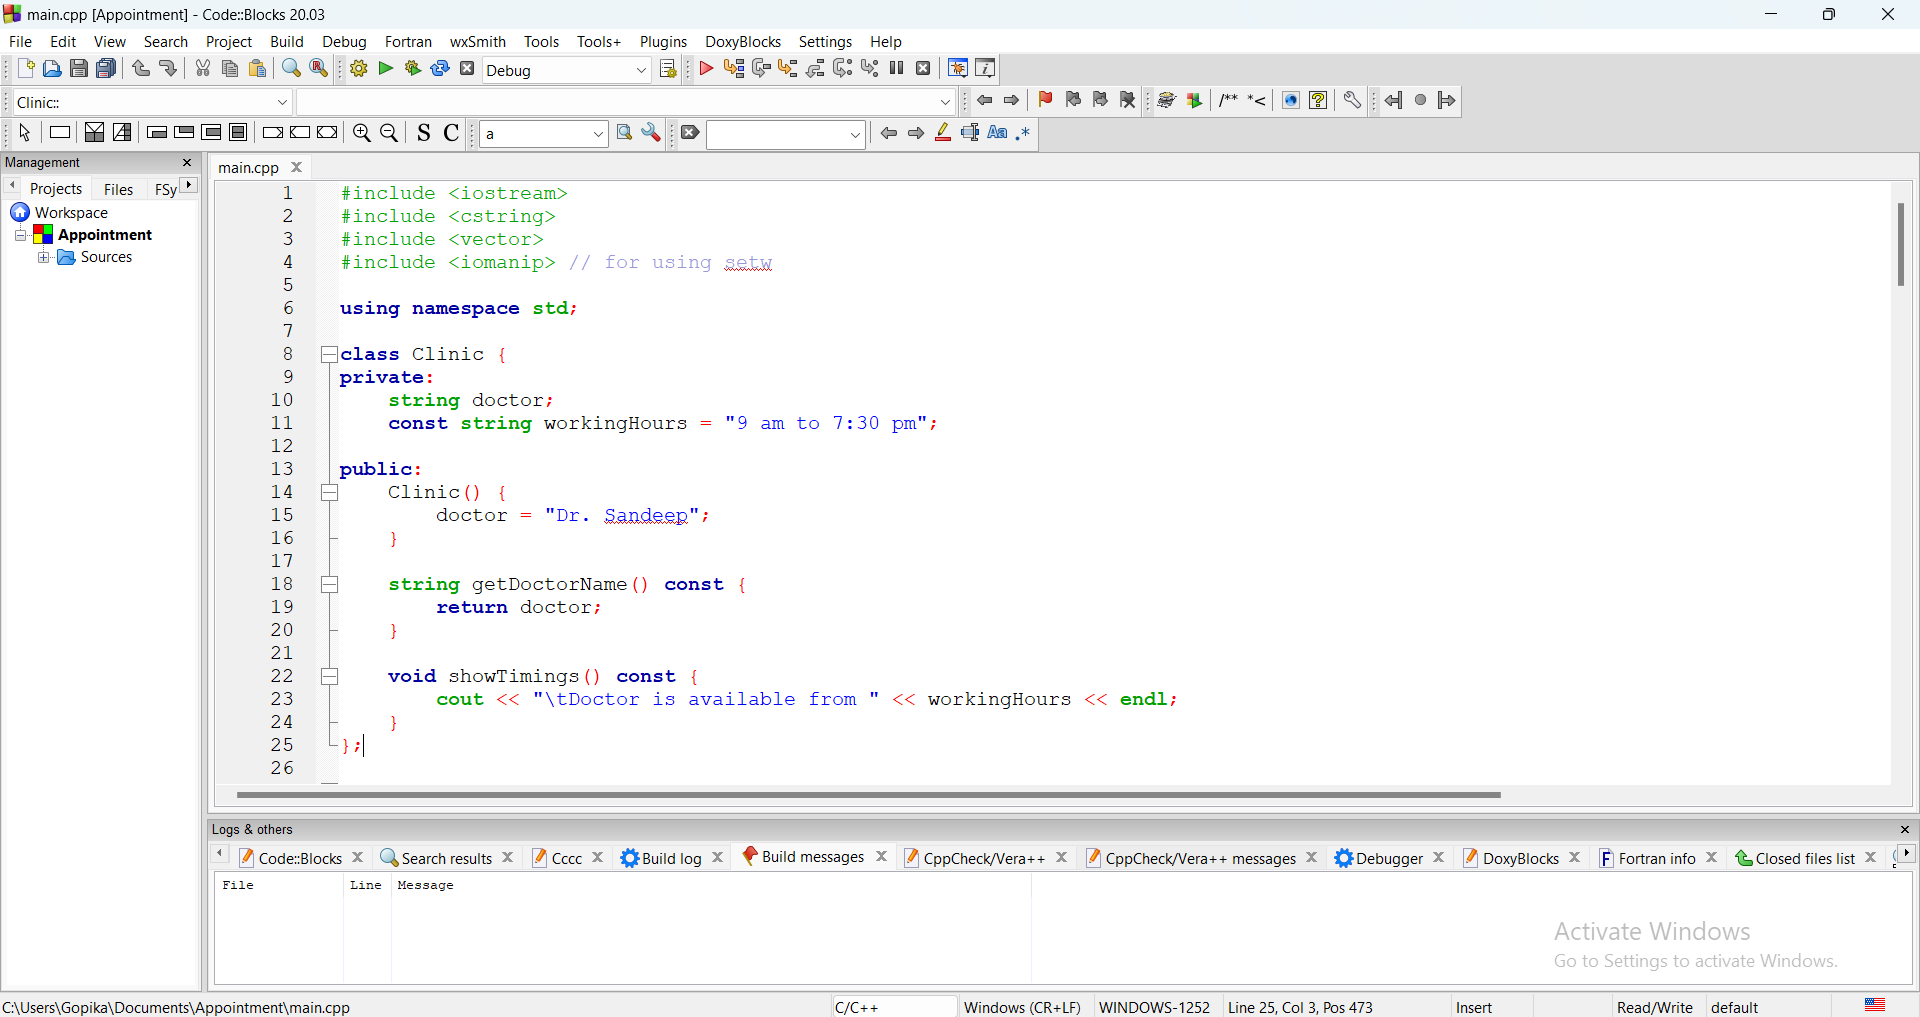 main.cpp [Appointment] - Code::Blocks 20.03
File Edit View Search Project Build Debug Fortran wxSmith Tools Tools+ Plugins DoxyBlocks Settings Help
Debug
Clinic::
/** *<
S C a Aa .*
Management
Projects Files FSy
main.cpp
Workspace
Appointment
Sources
1 #include <iostream>
2 #include <cstring>
3 #include <vector>
4 #include <iomanip> // for using setw
5
6 using namespace std;
7
8 class Clinic {
9 private:
10 string doctor;
11 const string workingHours = "9 am to 7:30 pm";
12
13 public:
14 Clinic() {
15 doctor = "Dr. Sandeep";
16 }
17
18 string getDoctorName() const {
19 return doctor;
20 }
21
22 void showTimings() const {
23 cout << "\tDoctor is available from " << workingHours << endl;
24 }
25 };
26
Logs & others
Code::Blocks Search results Cccc Build log Build messages CppCheck/Vera++ CppCheck/Vera++ messages Debugger DoxyBlocks Fortran info Closed files list
File Line Message
Activate Windows
Go to Settings to activate Windows.
C:\Users\Gopika\Documents\Appointment\main.cpp C/C++ Windows (CR+LF) WINDOWS-1252 Line 25, Col 3, Pos 473 Insert Read/Write default